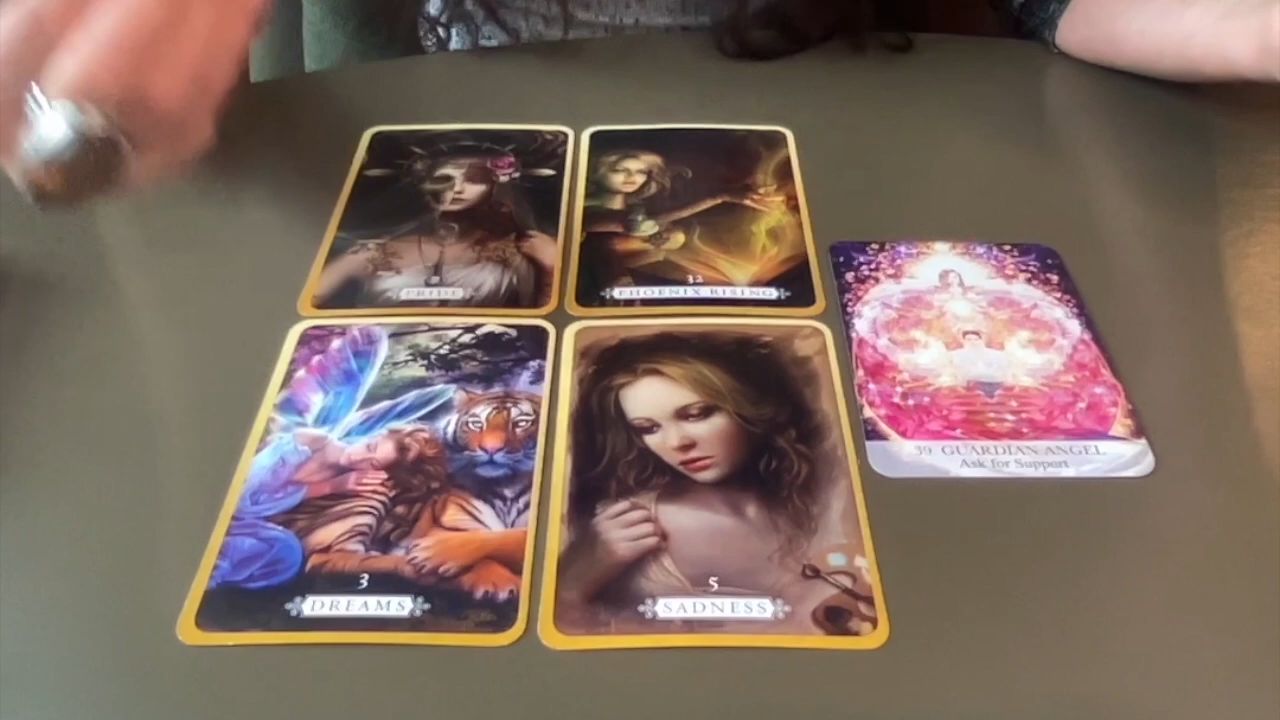 PRIDE
32
PHOENIX RISING
39 GUARDIAN ANGEL
Ask for Support
3
DREAMS
5
SADNESS